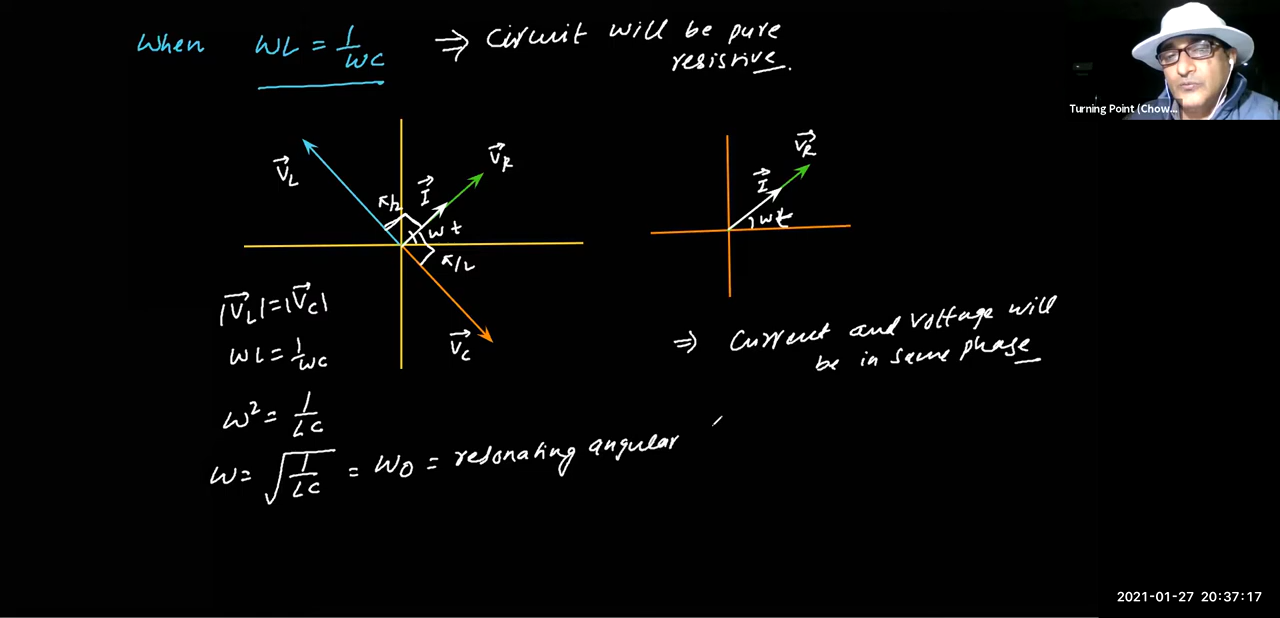 When ωL = 1/ωC ⇒ Circuit will be pure
resistive.
Turning Point (Chow...
V⃗L
π/2
I⃗
V⃗R
ωt
π/2
V⃗C
V⃗R
I⃗
ωt
|V⃗L| = |V⃗C|
ωL = 1/ωC
ω² = 1/LC
ω = √(1/LC) = ω0 = resonating angular
⇒ Current and voltage will
be in same phase
2021-01-27 20:37:17